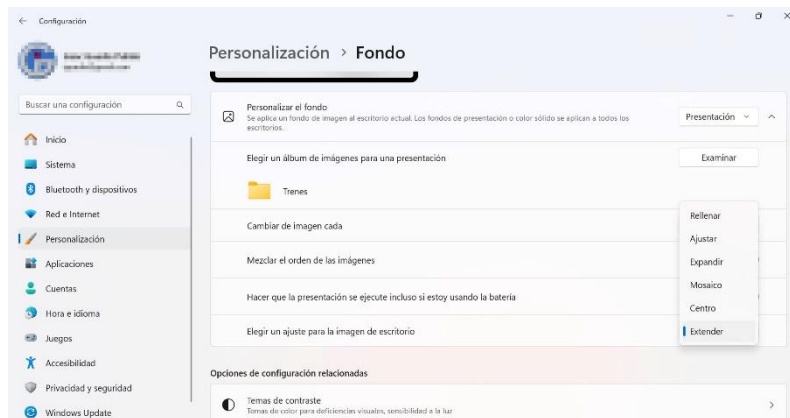 Configuración
Personalización > Fondo
Buscar una configuración
Inicio
Sistema
Bluetooth y dispositivos
Red e Internet
Personalización
Aplicaciones
Cuentas
Hora e idioma
Juegos
Accesibilidad
Privacidad y seguridad
Windows Update
Personalizar el fondo
Se aplica un fondo de imagen al escritorio actual. Los fondos de presentación o color sólido se aplican a todos los
escritorios.
Presentación
Elegir un álbum de imágenes para una presentación
Examinar
Trenes
Cambiar de imagen cada
Mezclar el orden de las imágenes
Hacer que la presentación se ejecute incluso si estoy usando la batería
Elegir un ajuste para la imagen de escritorio
Rellenar
Ajustar
Expandir
Mosaico
Centro
Extender
Opciones de configuración relacionadas
Temas de contraste
Temas de color para deficiencias visuales, sensibilidad a la luz